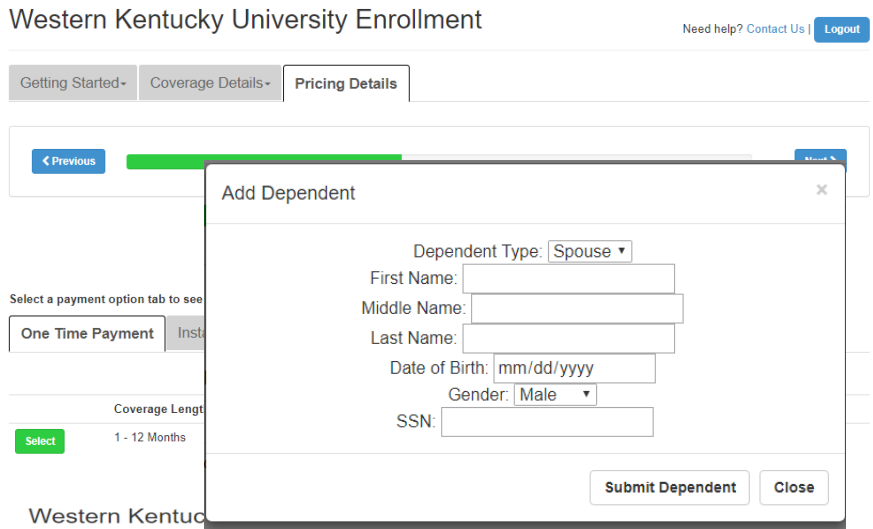 Western Kentucky University Enrollment
Need help? Contact Us | Logout
Getting Started
Coverage Details
Pricing Details
Previous
Next
Add Dependent
×
Dependent Type: Spouse
First Name:
Middle Name:
Last Name:
Date of Birth: mm/dd/yyyy
Gender: Male
SSN:
Submit Dependent
Close
Select a payment option tab to see
One Time Payment
Coverage
Select
1 - 12 Months
Western